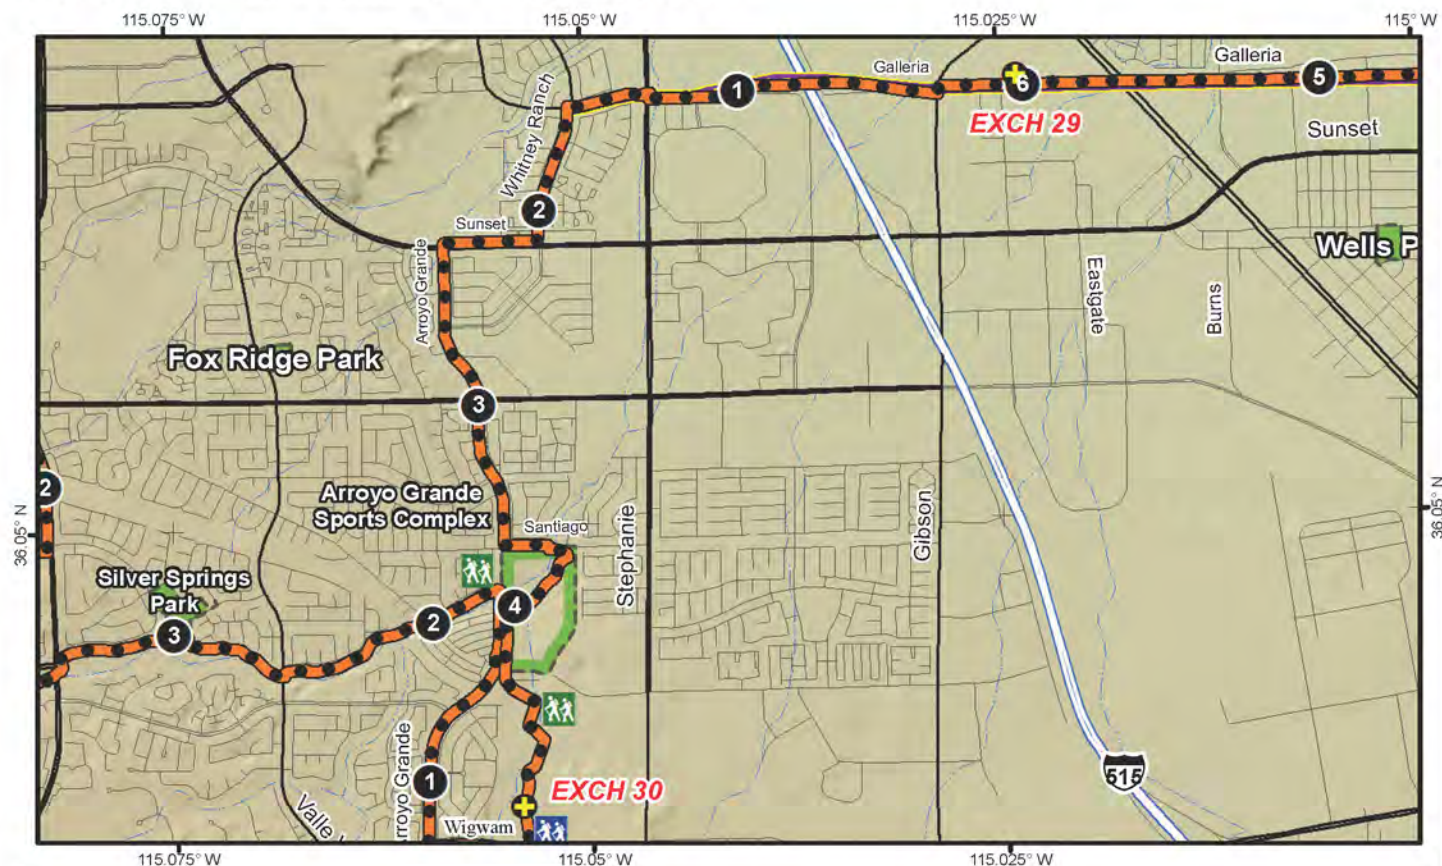 115.075° W
115.05° W
115.025° W
115° W
Galleria
Galleria
1
6
5
EXCH 29
Sunset
Whitney Ranch
2
Sunset
Arroyo Grande
Wells P
Eastgate
Burns
Fox Ridge Park
3
2
Arroyo Grande
Sports Complex
Santiago
Stephanie
Gibson
36.05° N
36.05° N
Silver Springs
Park
4
2
3
515
1
Arroyo Grande
EXCH 30
Valle
Wigwam
115.075° W
115.05° W
115.025° W